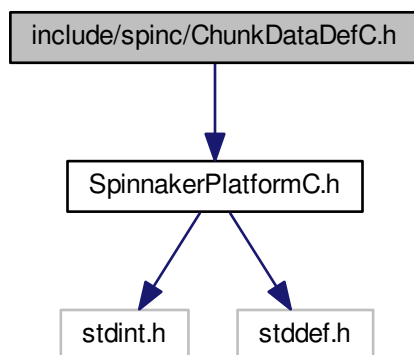 include/spinc/ChunkDataDefC.h
SpinnakerPlatformC.h
stdint.h
stddef.h